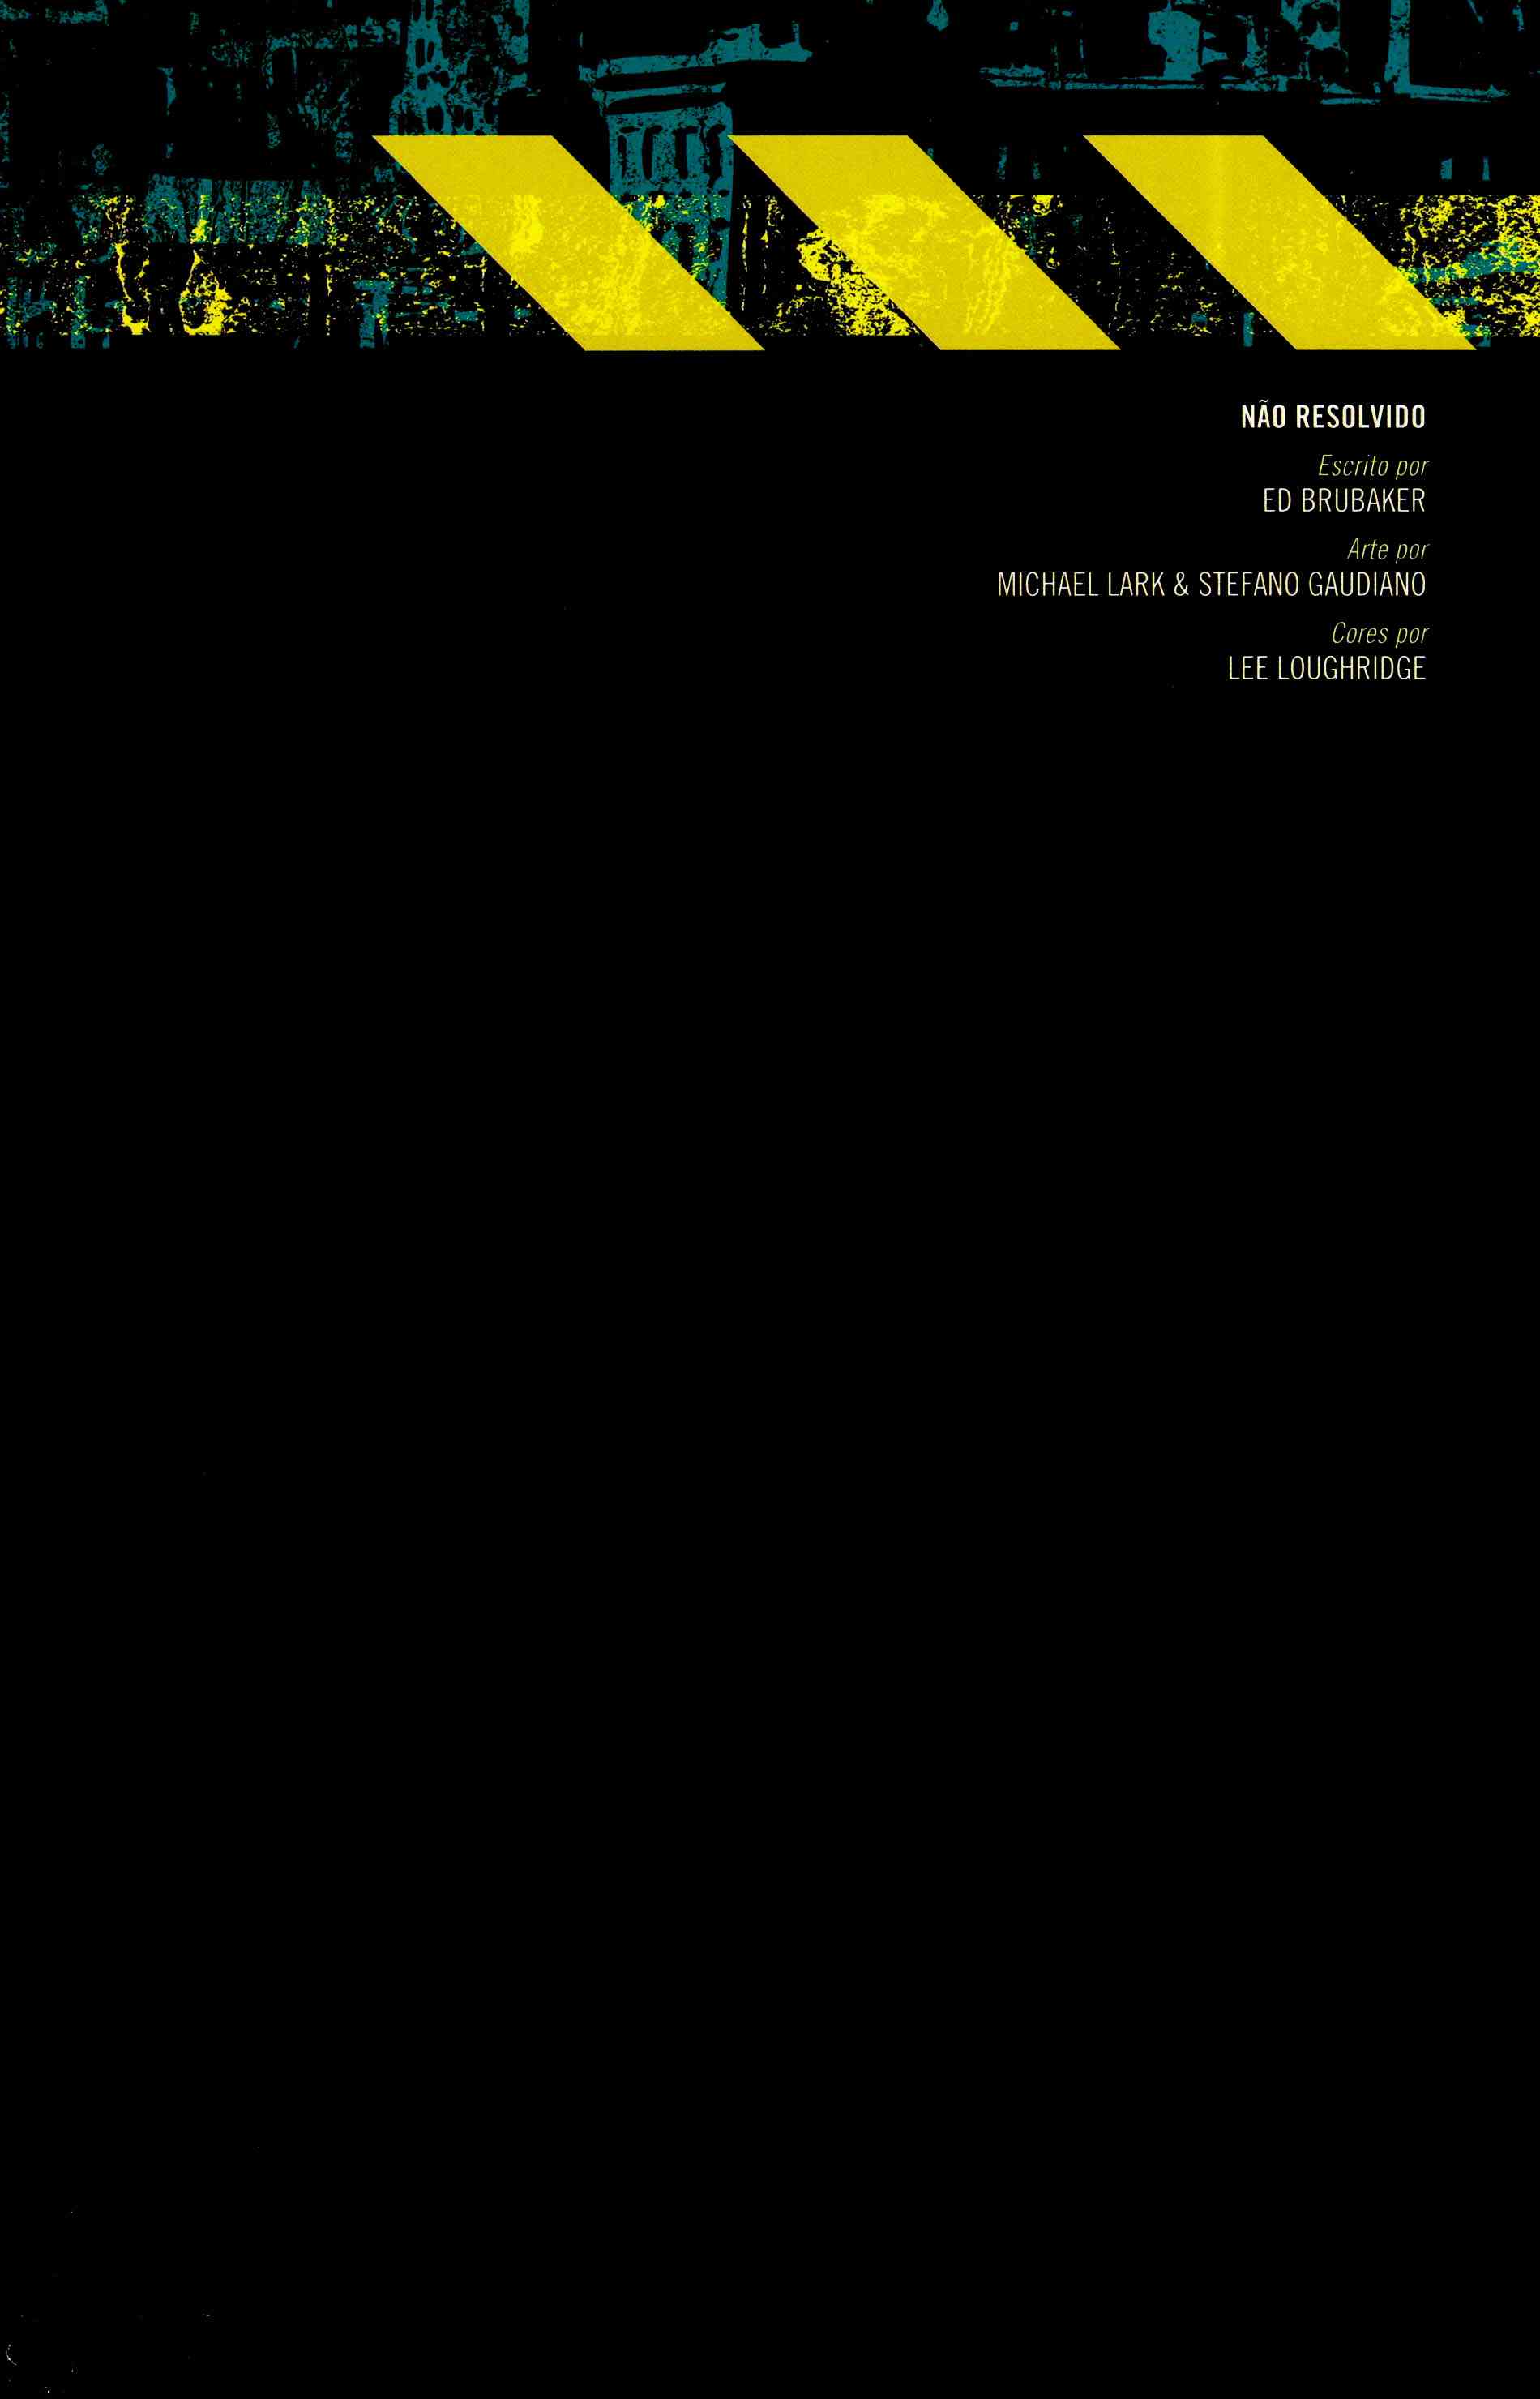 NÃO RESOLVIDO
Escrito por
ED BRUBAKER
Arte por
MICHAEL LARK & STEFANO GAUDIANO
Cores por
LEE LOUGHRIDGE